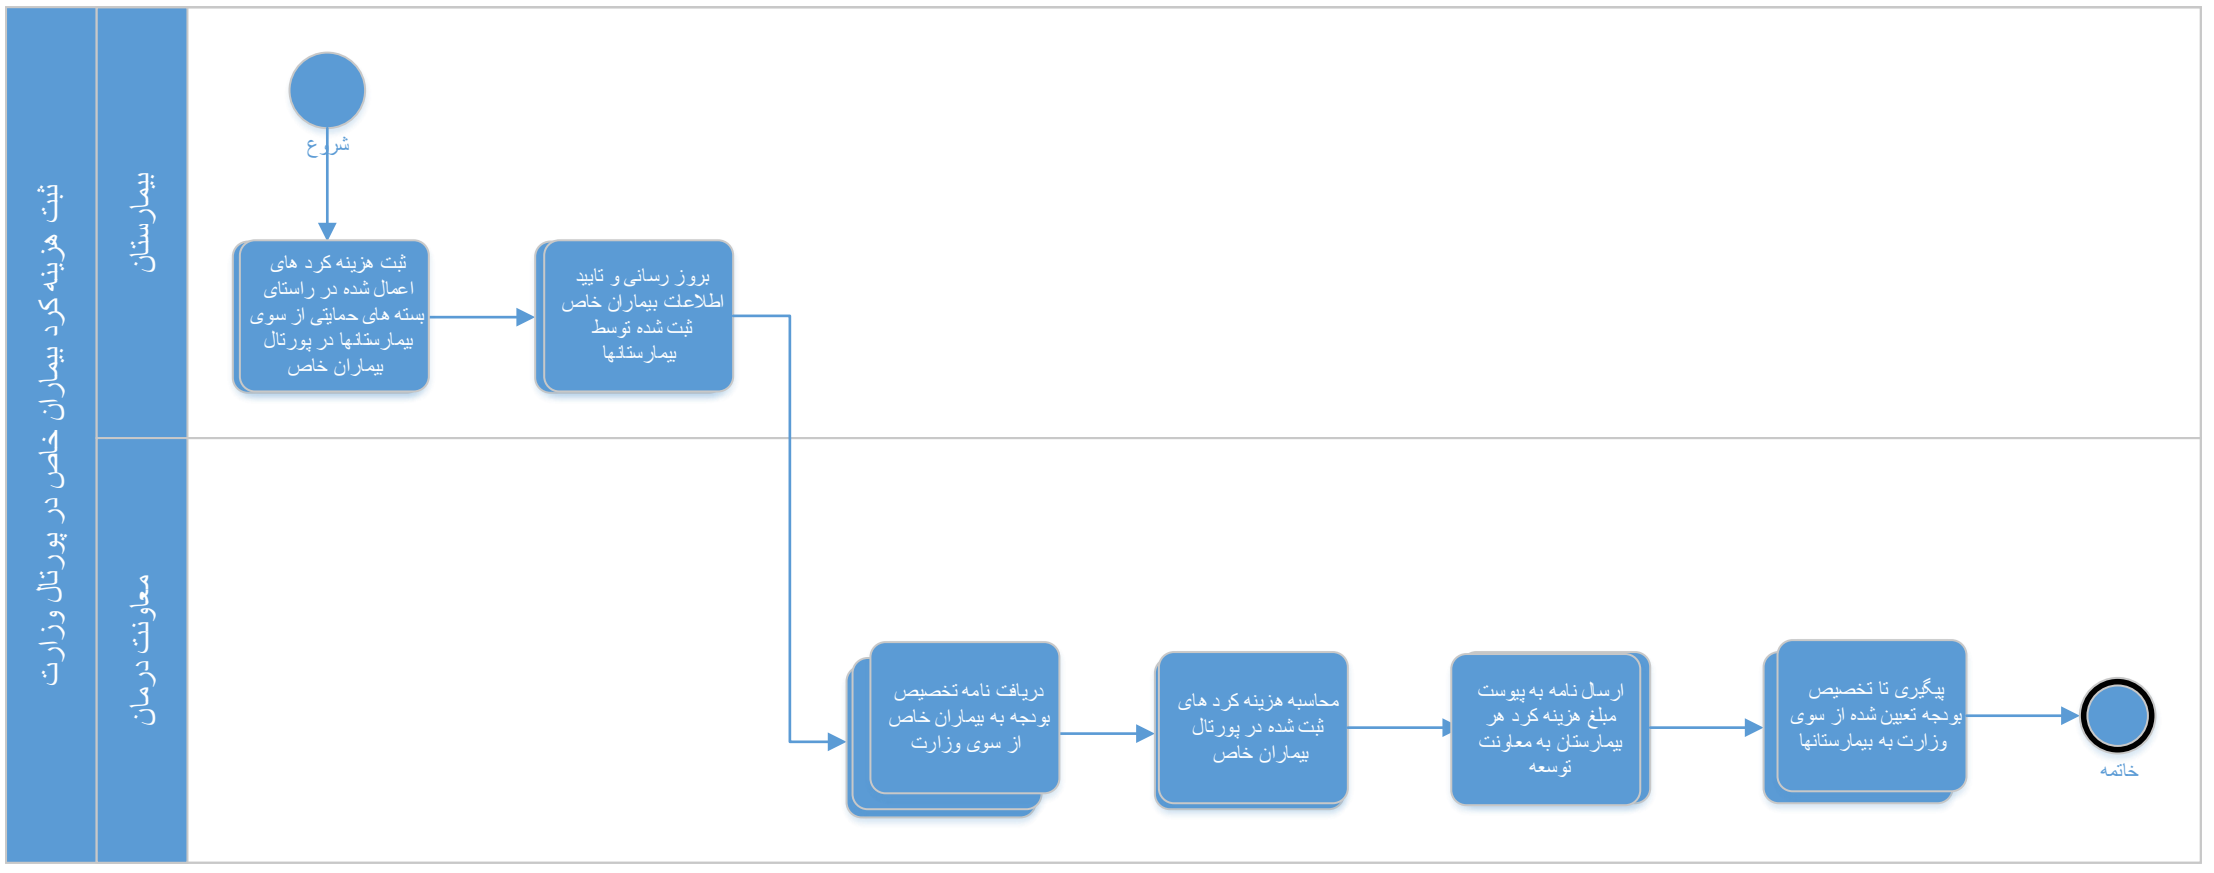 ثبت هزینه کرد بیماران خاص در پورتال وزارت
بیمارستان
شروع
ثبت هزینه کرد های
اعمال شده در راستای
بسته های حمایتی از سوی
بیمارستانها در پورتال
بیماران خاص
بروز رسانی و تایید
اطلاعات بیماران خاص
ثبت شده توسط
بیمارستانها
معاونت درمان
دریافت نامه تخصیص
بودجه به بیماران خاص
از سوی وزارت
محاسبه هزینه کرد های
ثبت شده در پورتال
بیماران خاص
ارسال نامه به پیوست
مبلغ هزینه کرد هر
بیمارستان به معاونت
توسعه
پیگیری تا تخصیص
بودجه تعیین شده از سوی
وزارت به بیمارستانها
خاتمه